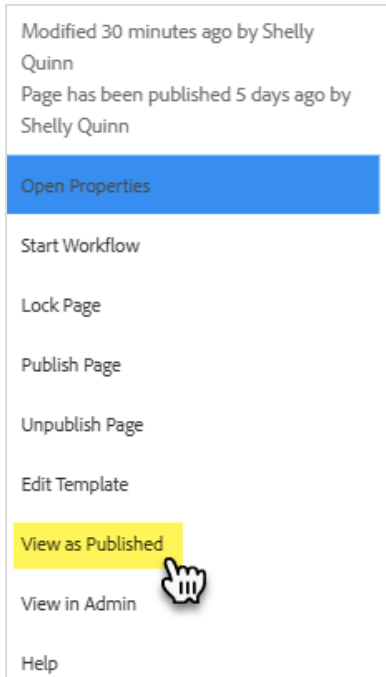 Modified 30 minutes ago by Shelly
Quinn
Page has been published 5 days ago by
Shelly Quinn
Open Properties
Start Workflow
Lock Page
Publish Page
Unpublish Page
Edit Template
View as Published
View in Admin
Help